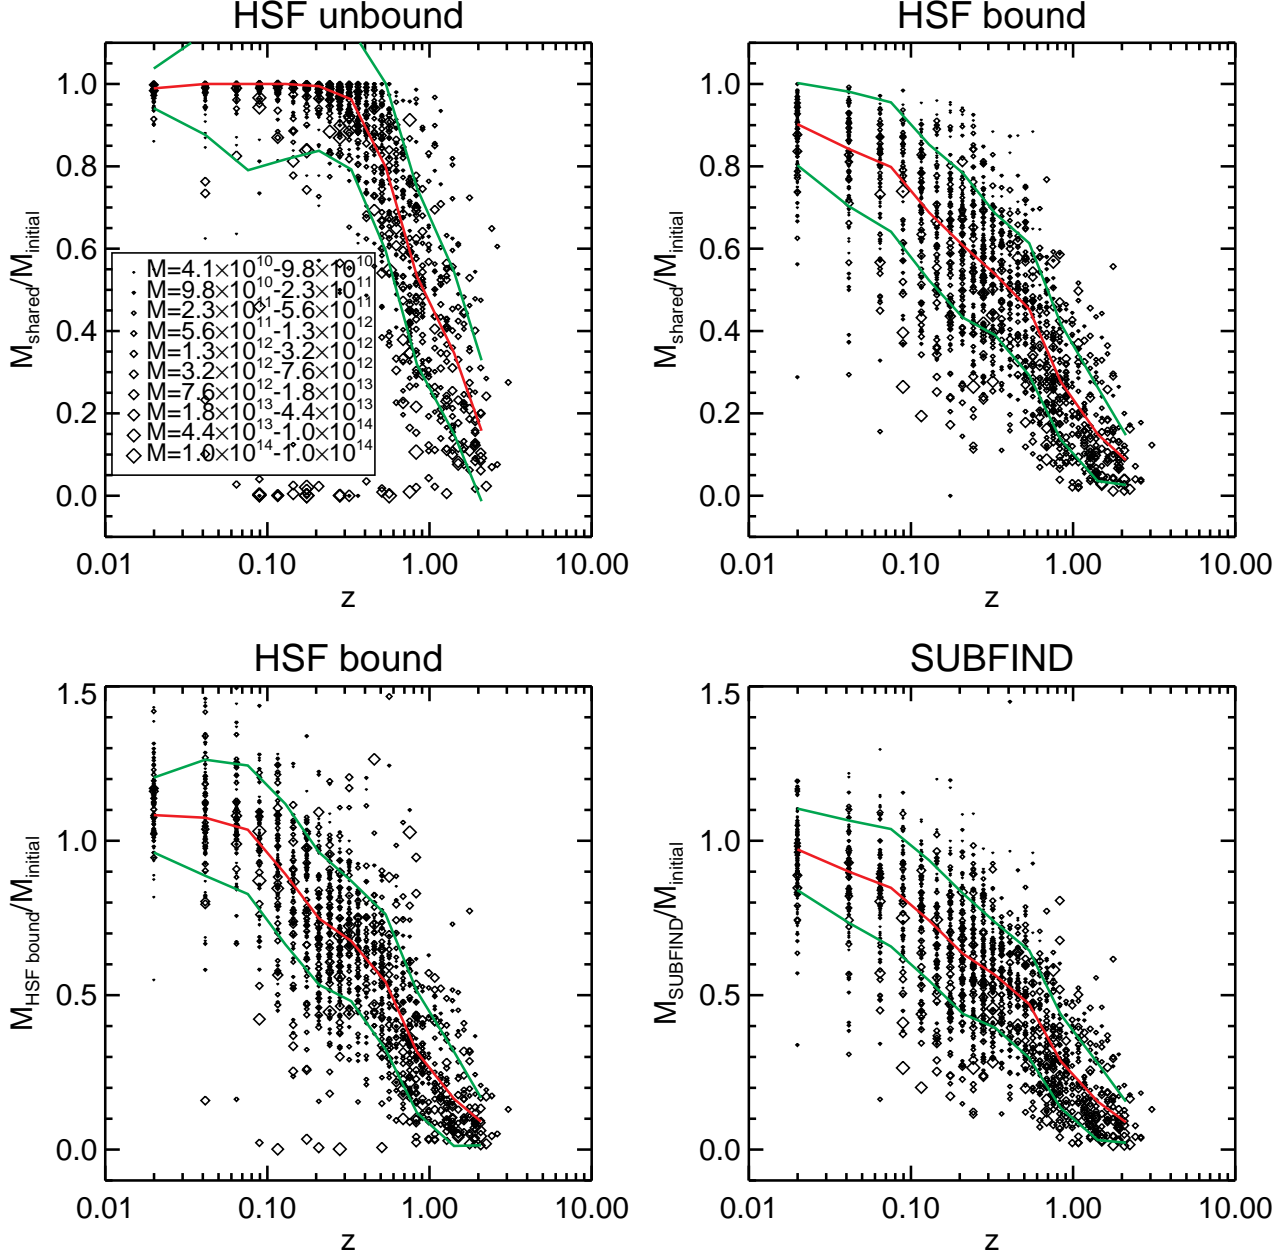 HSF unbound
HSF bound
1.0
0.8
0.6
0.4
0.2
0.0
M_shared/M_initial
M=4.1×10^10-9.8×10^10
M=9.8×10^10-2.3×10^11
M=2.3×10^11-5.6×10^11
M=5.6×10^11-1.3×10^12
M=1.3×10^12-3.2×10^12
M=3.2×10^12-7.6×10^12
M=7.6×10^12-1.8×10^13
M=1.8×10^13-4.4×10^13
M=4.4×10^13-1.0×10^14
M=1.0×10^14-1.0×10^14
0.01 0.10 1.00 10.00
z
1.0
0.8
0.6
0.4
0.2
0.0
M_shared/M_initial
0.01 0.10 1.00 10.00
z
HSF bound
SUBFIND
1.5
1.0
0.5
0.0
M_HSF bound/M_initial
0.01 0.10 1.00 10.00
z
1.5
1.0
0.5
0.0
M_SUBFIND/M_initial
0.01 0.10 1.00 10.00
z